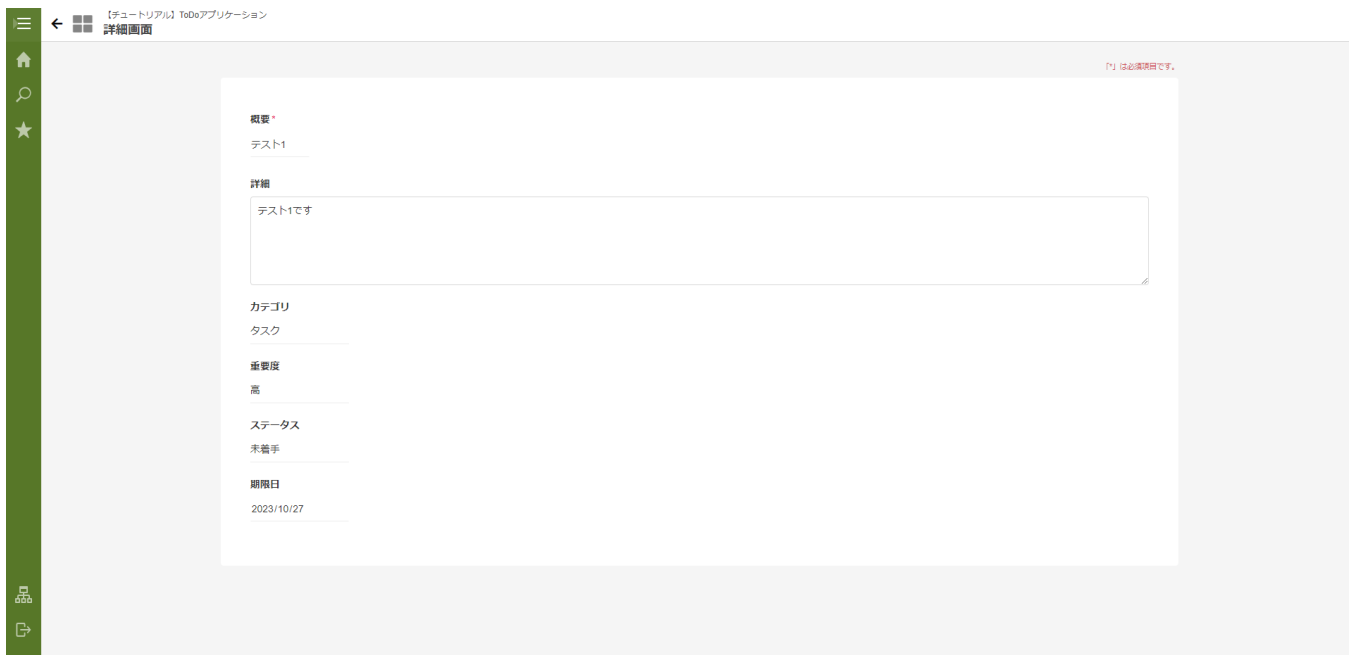 【チュートリアル】ToDoアプリケーション
詳細画面
「*」は必須項目です。
概要*
テスト1
詳細
テスト1です
カテゴリ
タスク
重要度
高
ステータス
未着手
期限日
2023/10/27